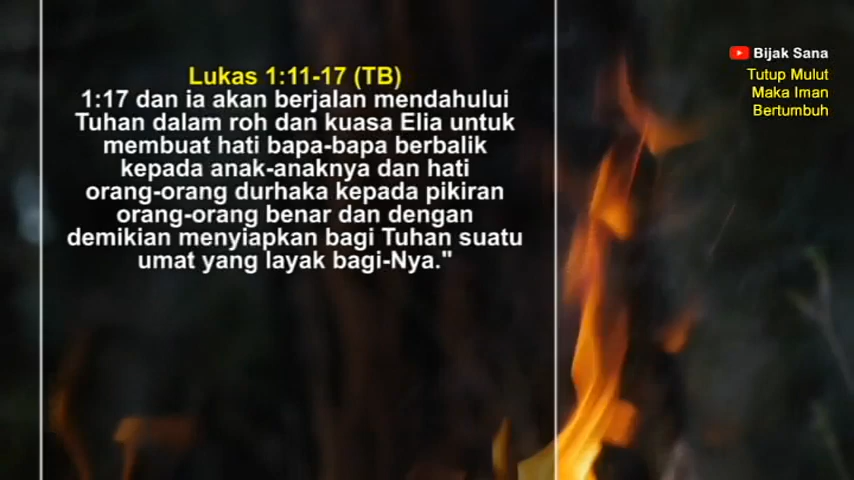 Lukas 1:11-17 (TB)
1:17 dan ia akan berjalan mendahului
Tuhan dalam roh dan kuasa Elia untuk
membuat hati bapa-bapa berbalik
kepada anak-anaknya dan hati
orang-orang durhaka kepada pikiran
orang-orang benar dan dengan
demikian menyiapkan bagi Tuhan suatu
umat yang layak bagi-Nya."
Bijak Sana
Tutup Mulut
Maka Iman
Bertumbuh